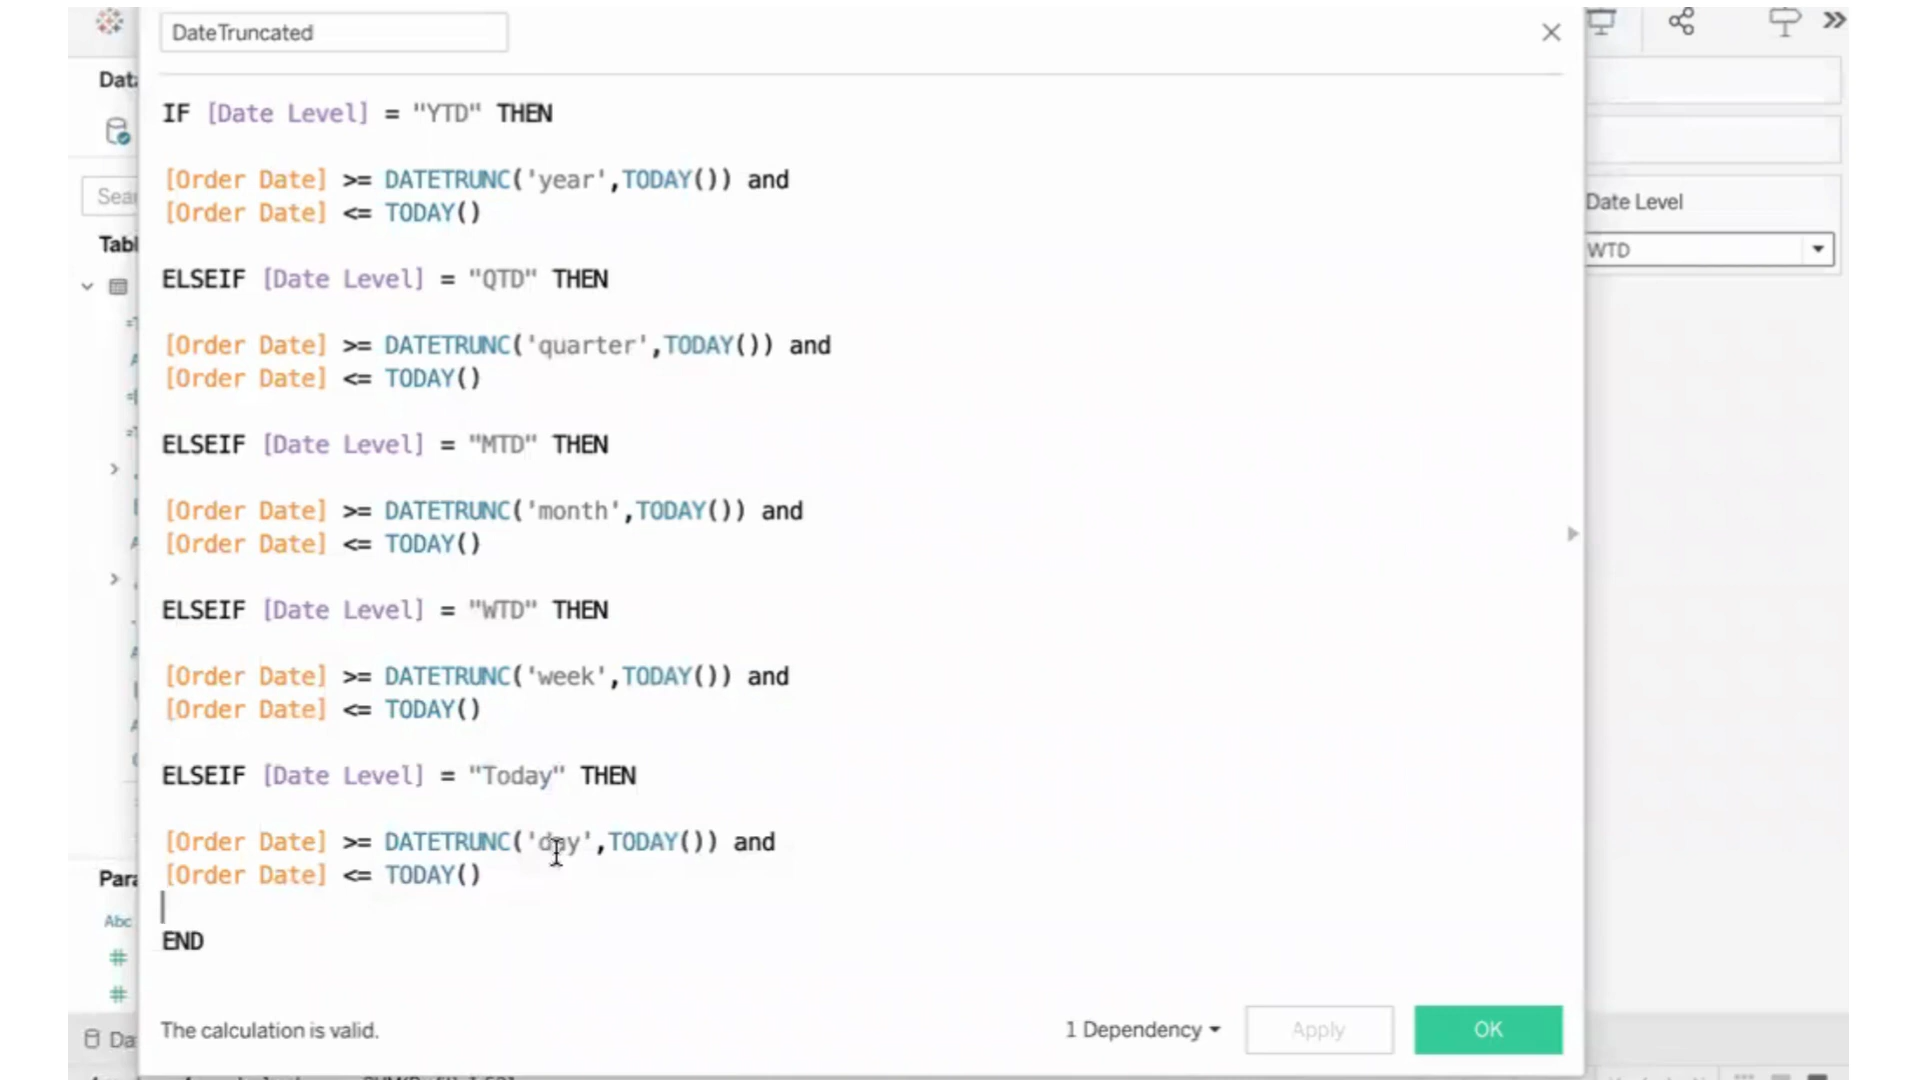 DateTruncated
IF [Date Level] = "YTD" THEN
[Order Date] >= DATETRUNC('year',TODAY()) and
[Order Date] <= TODAY()
ELSEIF [Date Level] = "QTD" THEN
[Order Date] >= DATETRUNC('quarter',TODAY()) and
[Order Date] <= TODAY()
ELSEIF [Date Level] = "MTD" THEN
[Order Date] >= DATETRUNC('month',TODAY()) and
[Order Date] <= TODAY()
ELSEIF [Date Level] = "WTD" THEN
[Order Date] >= DATETRUNC('week',TODAY()) and
[Order Date] <= TODAY()
ELSEIF [Date Level] = "Today" THEN
[Order Date] >= DATETRUNC('day',TODAY()) and
[Order Date] <= TODAY()
END
The calculation is valid.
1 Dependency
Apply
OK
Date Level
WTD
Abc